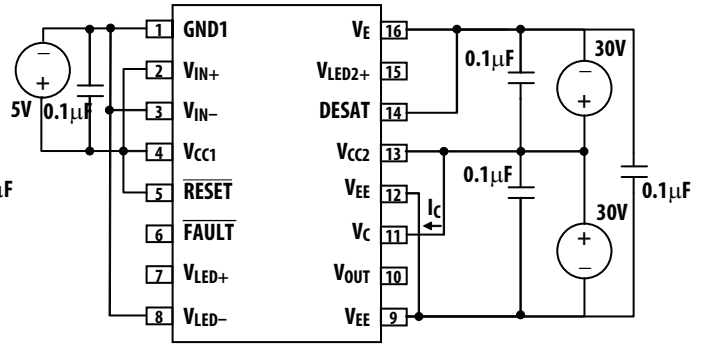 1 GND1
2 VIN+
3 VIN–
4 VCC1
5 RESET
6 FAULT
7 VLED+
8 VLED–
VE 16
VLED2+ 15
DESAT 14
VCC2 13
VEE 12
VC 11
VOUT 10
VEE 9
–
+
5V
0.1µF
µF
0.1µF
0.1µF
IC
30V
–
+
30V
+
–
0.1µF